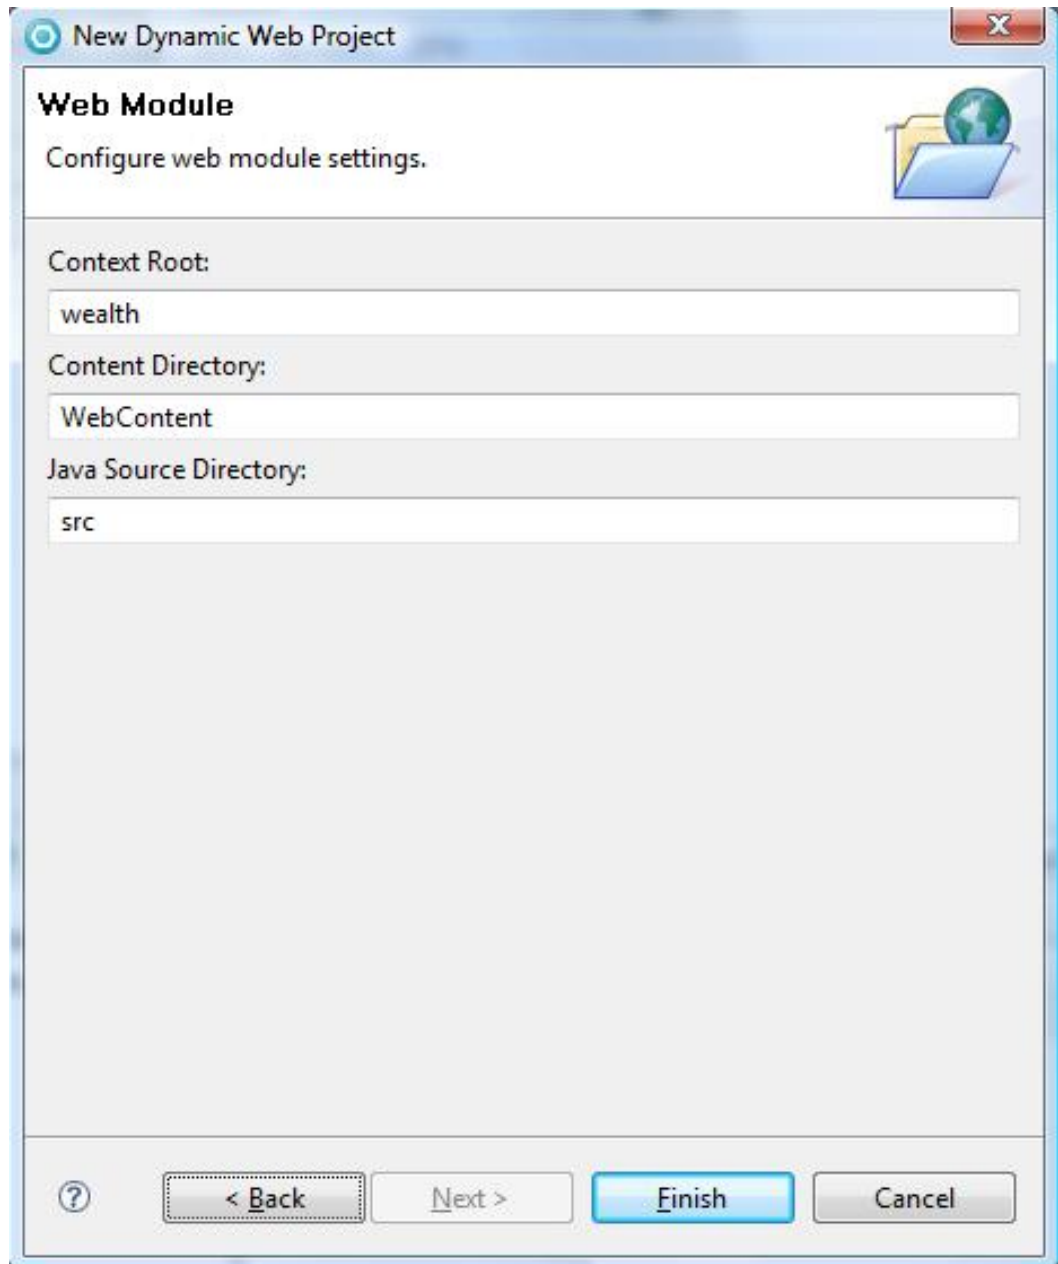 New Dynamic Web Project
Web Module
Configure web module settings.
Context Root:
wealth
Content Directory:
WebContent
Java Source Directory:
src
< Back
Next >
Finish
Cancel